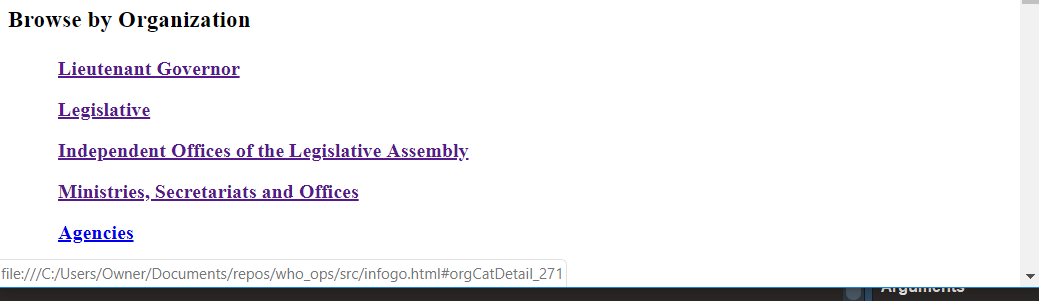 Browse by Organization
Lieutenant Governor
Legislative
Independent Offices of the Legislative Assembly
Ministries, Secretariats and Offices
Agencies
file:///C:/Users/Owner/Documents/repos/who_ops/src/infogo.html#orgCatDetail_271
Arguments